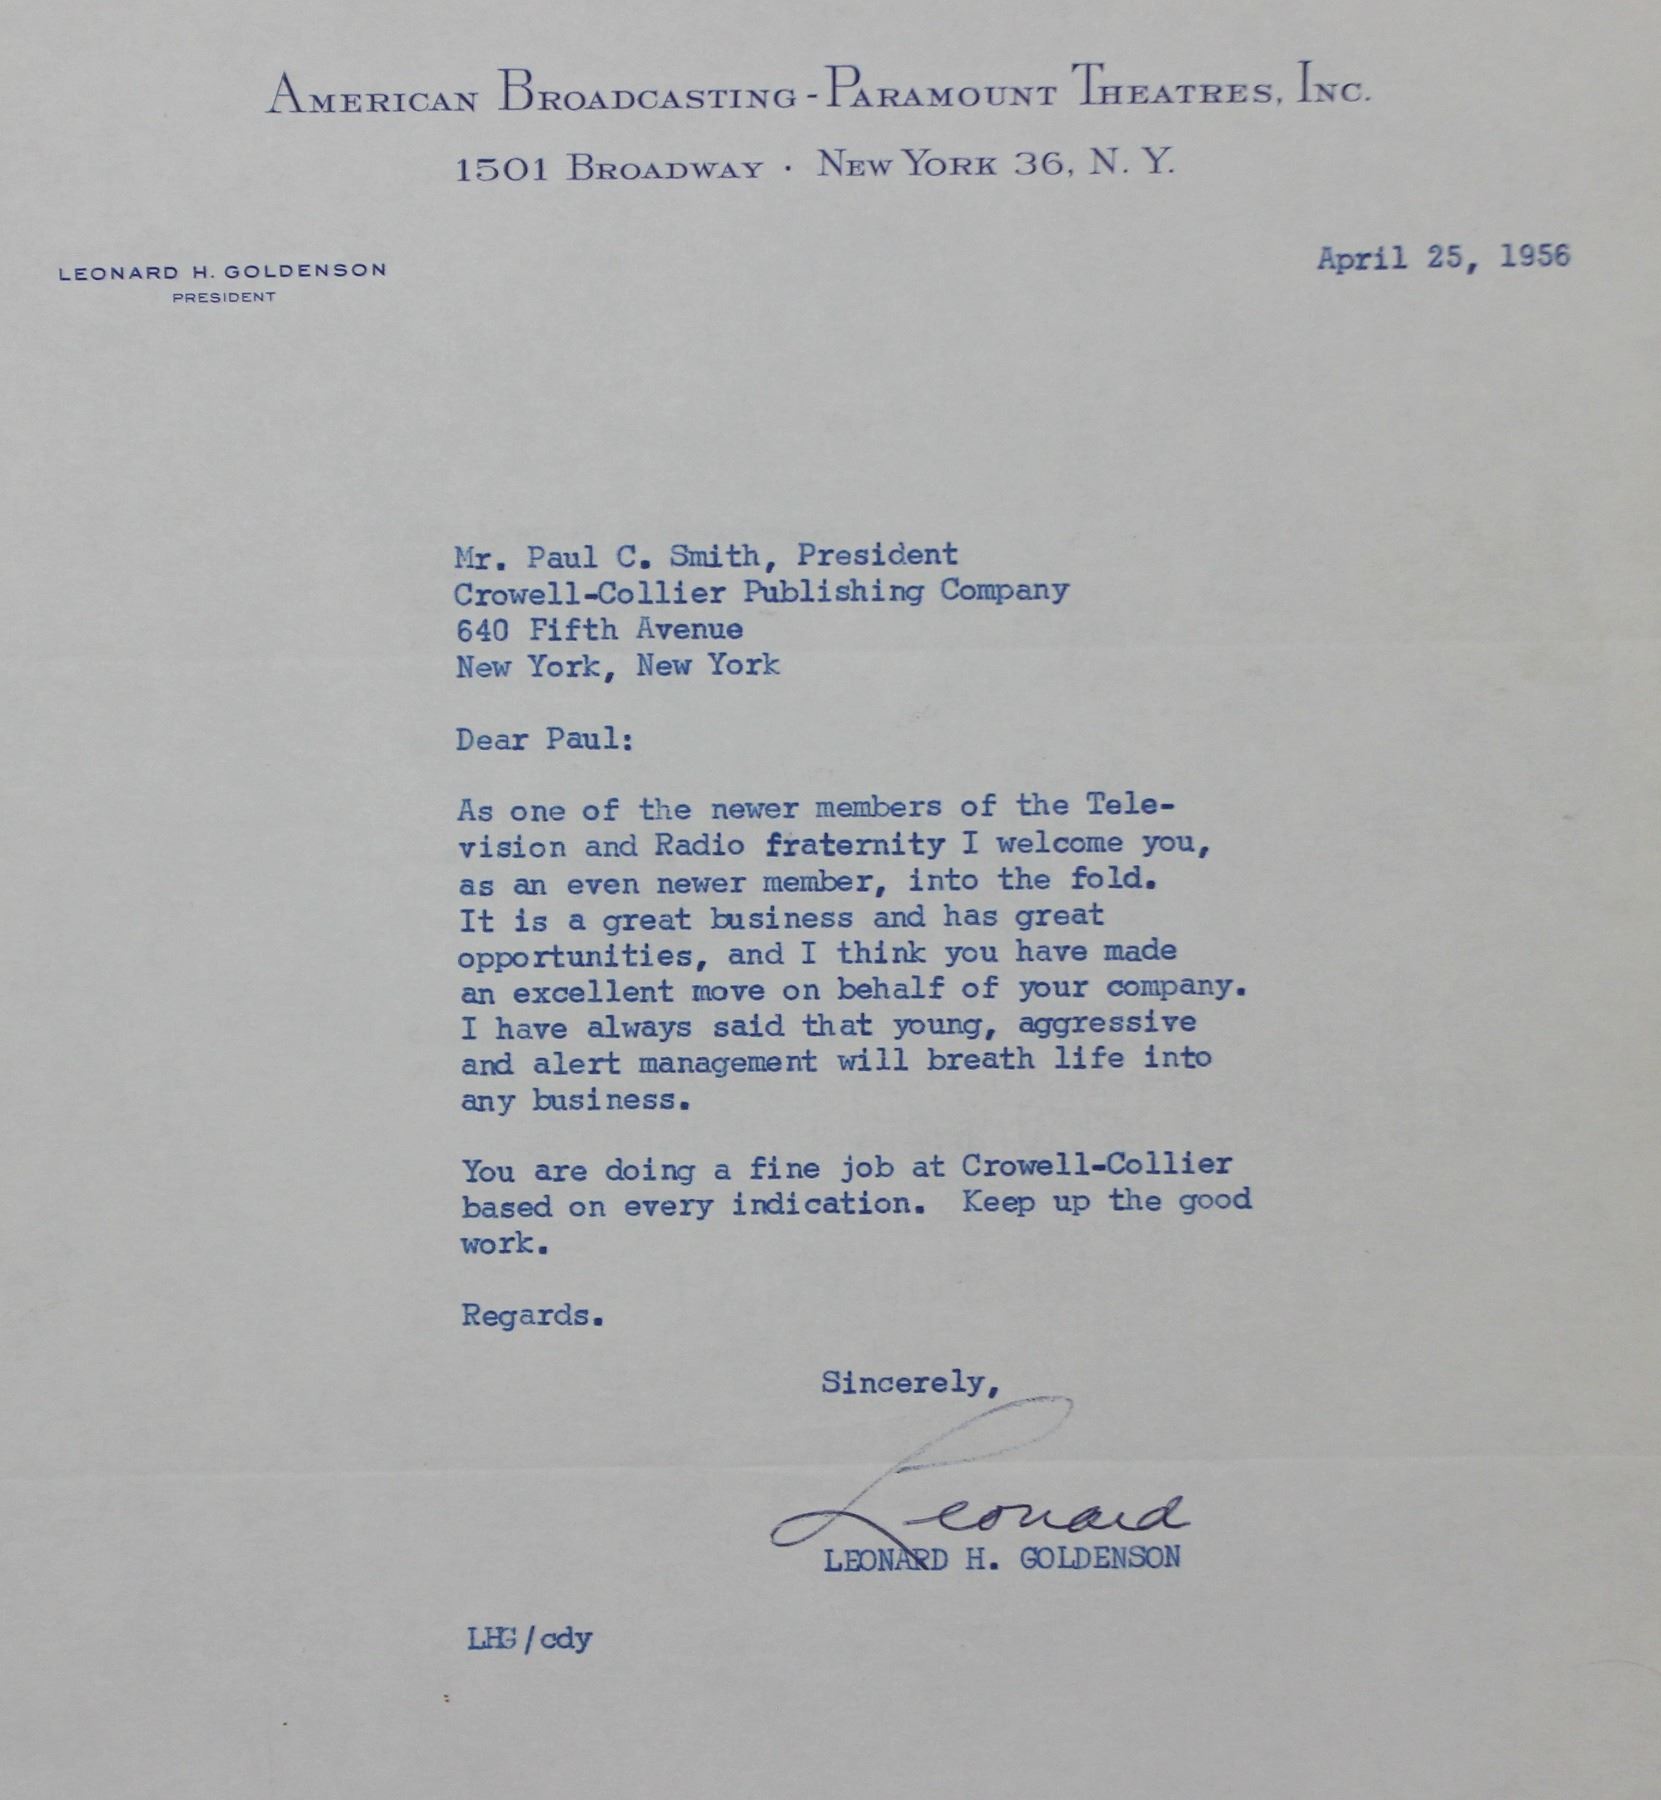 American Broadcasting-Paramount Theatres, Inc.
1501 Broadway · New York 36, N. Y.
LEONARD H. GOLDENSON
PRESIDENT
April 25, 1956
Mr. Paul C. Smith, President
Crowell-Collier Publishing Company
640 Fifth Avenue
New York, New York
Dear Paul:
As one of the newer members of the Tele-
vision and Radio fraternity I welcome you,
as an even newer member, into the fold.
It is a great business and has great
opportunities, and I think you have made
an excellent move on behalf of your company.
I have always said that young, aggressive
and alert management will breath life into
any business.
You are doing a fine job at Crowell-Collier
based on every indication. Keep up the good
work.
Regards.
Sincerely,
Leonard
LEONARD H. GOLDENSON
LHG/cdy